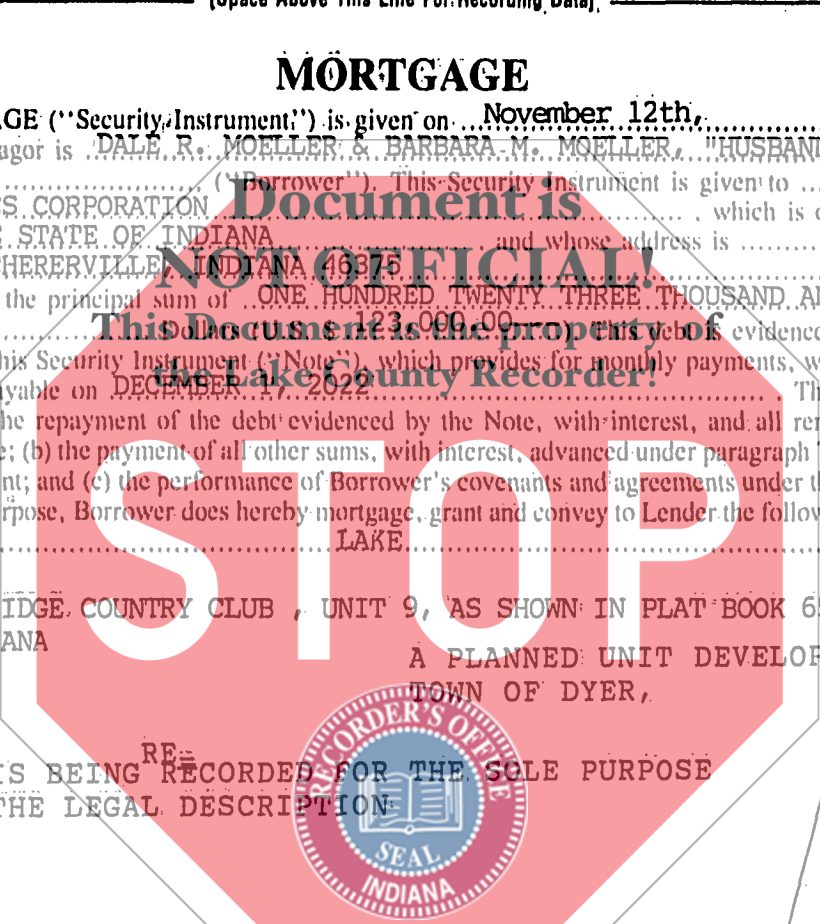 (Space Above This Line For Recording Data)
MORTGAGE
AGE ("Security Instrument") is given on November 12th,
agor is DALE R. MOELLER & BARBARA M. MOELLER, "HUSBAND
("Borrower"). This Security Instrument is given to
S CORPORATION , which is o
STATE OF INDIANA and whose address is
HERERVILLE, INDIANA 46375
the principal sum of ONE HUNDRED TWENTY THREE THOUSAND AN
Dollars (U.S. $ 123,000.00 ). This debt is evidence
his Security Instrument ("Note"), which provides for monthly payments, w
yable on DECEMBER 1, 2022 Th
he repayment of the debt evidenced by the Note, with interest, and all ren
e; (b) the payment of all other sums, with interest, advanced under paragraph
nt; and (c) the performance of Borrower's covenants and agreements under th
rpose, Borrower does hereby mortgage, grant and convey to Lender the follow
LAKE
IDGE COUNTRY CLUB , UNIT 9, AS SHOWN IN PLAT BOOK 6
ANA
A PLANNED UNIT DEVELOP
TOWN OF DYER,
RE=
IS BEING RECORDED FOR THE SOLE PURPOSE
THE LEGAL DESCRIPTION
Document is
NOT OFFICIAL!
This Document is the property of
the Lake County Recorder!
STOP
RECORDER'S OFFICE
SEAL
INDIANA